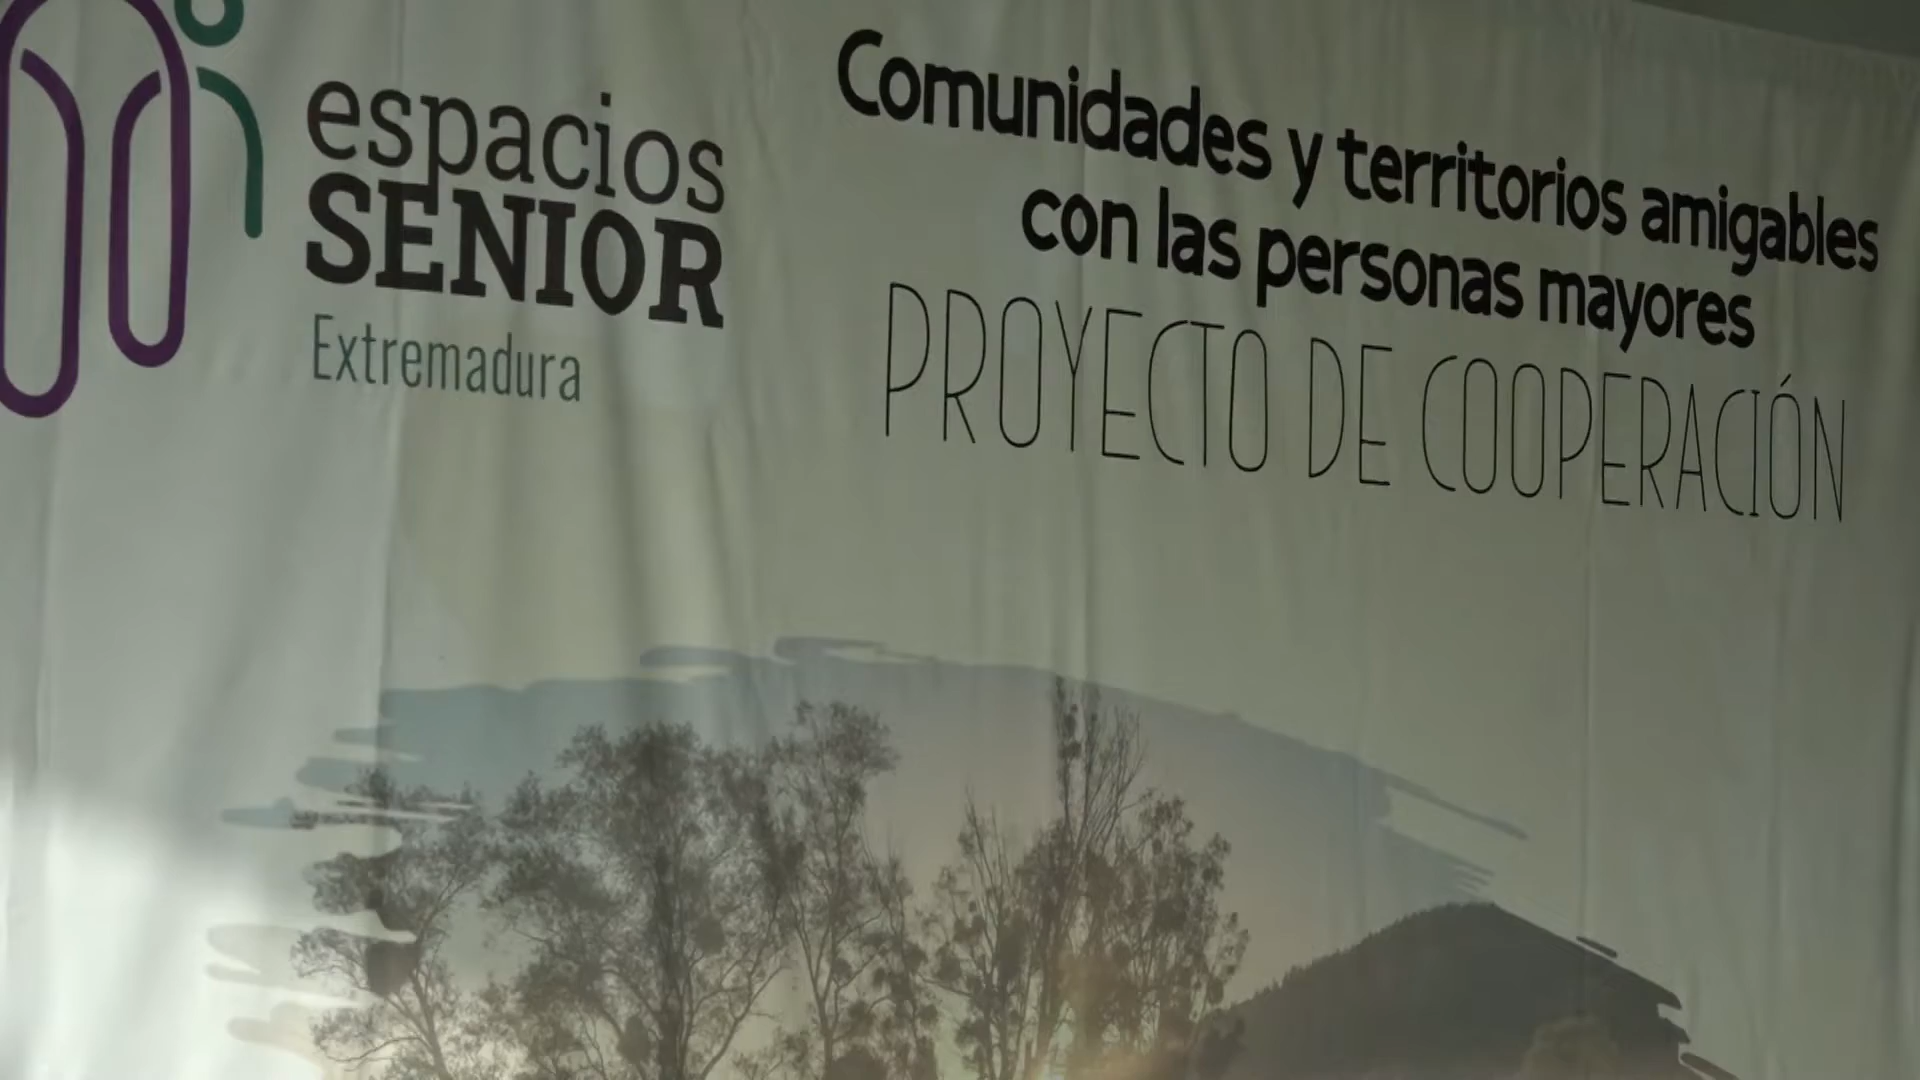 espacios
SENIOR
Extremadura
Comunidades y territorios amigables
con las personas mayores
PROYECTO DE COOPERACIÓN